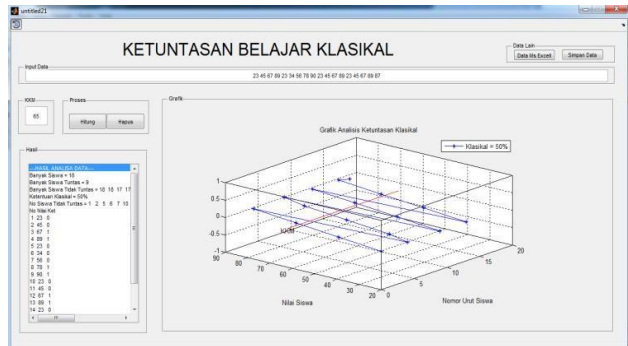 untitled21
KETUNTASAN BELAJAR KLASIKAL
Data Lain
Data Ms Excell
Simpan Data
Input Data
23 45 67 89 23 34 56 78 90 23 45 67 89 23 45 67 89 87
KKM
65
Proses
Hitung
Hapus
Hasil
---HASIL ANALISA DATA---
Banyak Siswa = 18
Banyak Siswa Tuntas = 9
Banyak Siswa Tidak Tuntas = 18 18 17 17
Ketentuan Klasikal = 50%
No Siswa Tidak Tuntas = 1 2 5 6 7 10
No Nilai Ket
1 23 0
2 45 0
3 67 1
4 89 1
5 23 0
6 34 0
7 56 0
8 78 1
9 90 1
10 23 0
11 45 0
12 67 1
13 89 1
14 23 0
Grafik
Grafik Analisis Ketuntasan Klasikal
Klasikal = 50%
1
0.5
0
-0.5
-1
KKM
90
80
70
60
50
40
30
20
0
5
10
15
20
Nilai Siswa
Nomor Urut Siswa